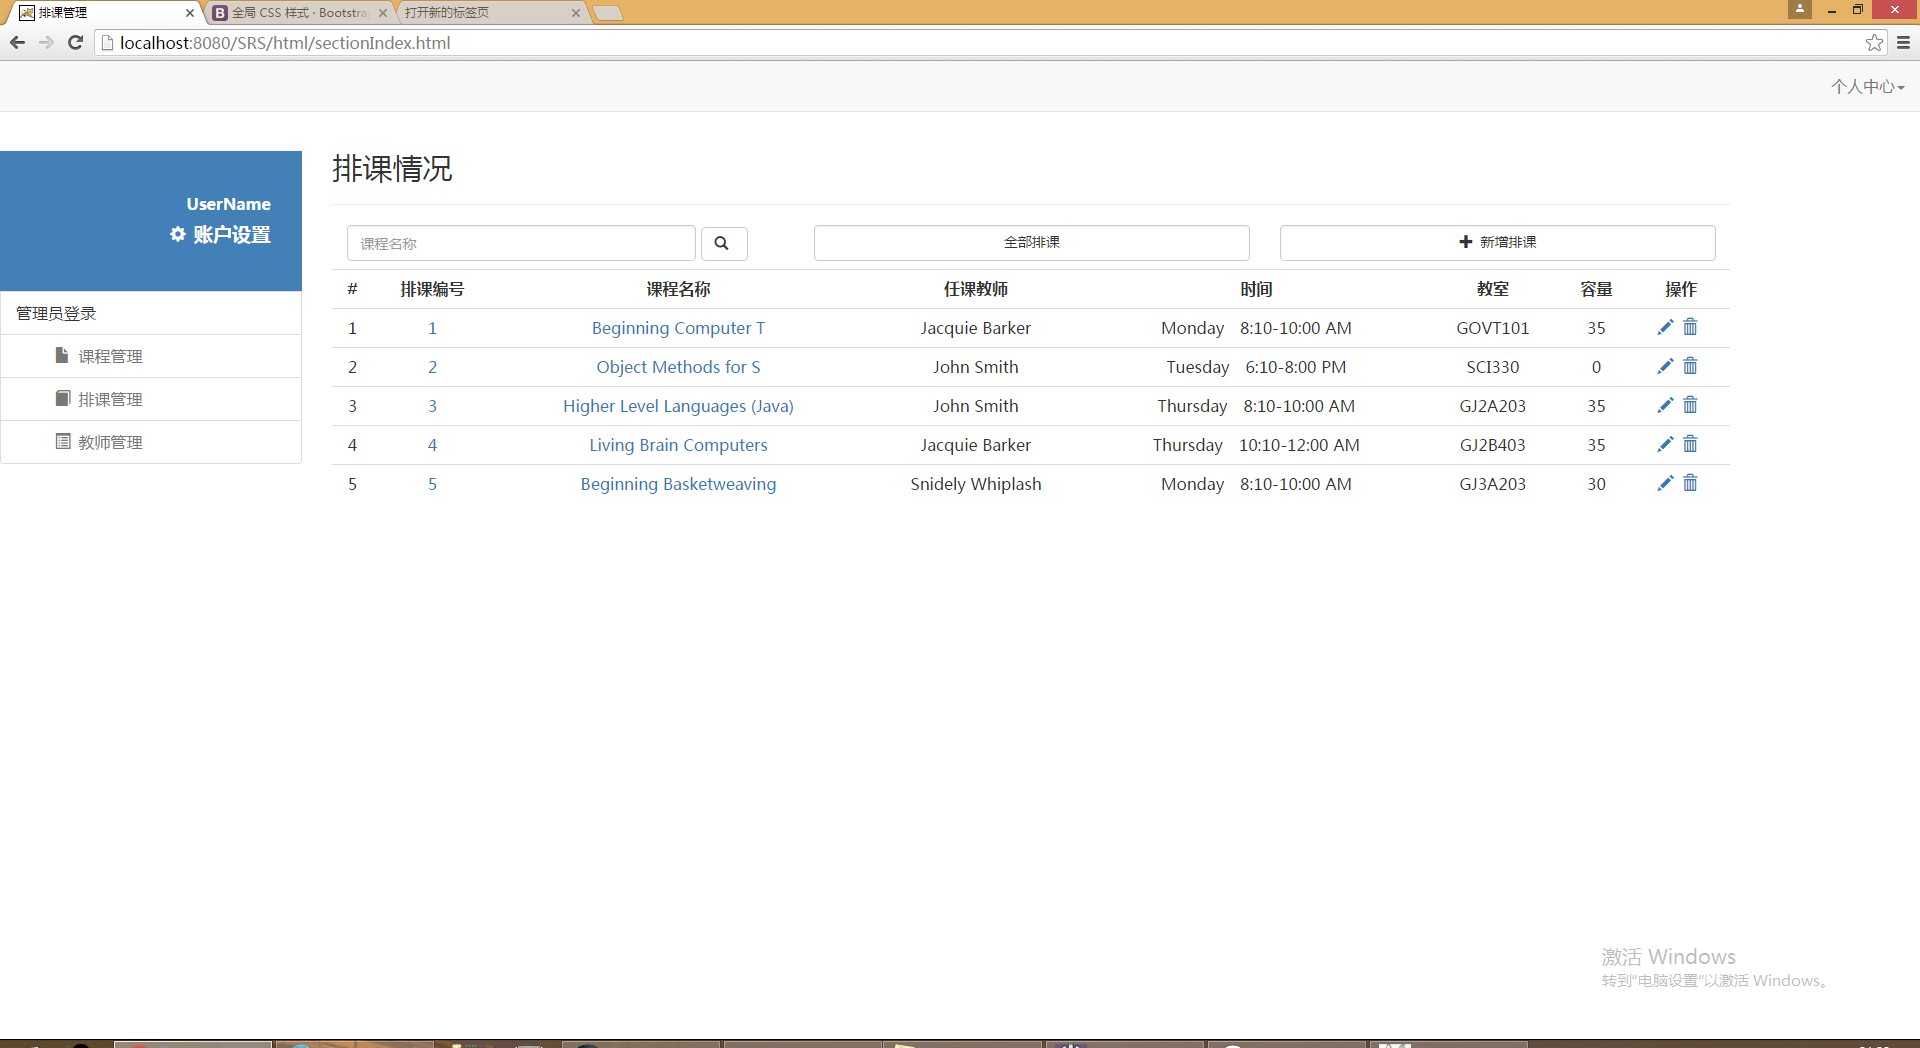 排课管理
全局 CSS 样式 · Bootstra
打开新的标签页
localhost:8080/SRS/html/sectionIndex.html
个人中心
UserName
账户设置
管理员登录
课程管理
排课管理
教师管理
排课情况
课程名称
全部排课
新增排课
# 排课编号 课程名称 任课教师 时间 教室 容量 操作
1 1 Beginning Computer T Jacquie Barker Monday 8:10-10:00 AM GOVT101 35
2 2 Object Methods for S John Smith Tuesday 6:10-8:00 PM SCI330 0
3 3 Higher Level Languages (Java) John Smith Thursday 8:10-10:00 AM GJ2A203 35
4 4 Living Brain Computers Jacquie Barker Thursday 10:10-12:00 AM GJ2B403 35
5 5 Beginning Basketweaving Snidely Whiplash Monday 8:10-10:00 AM GJ3A203 30
激活 Windows
转到“电脑设置”以激活 Windows。